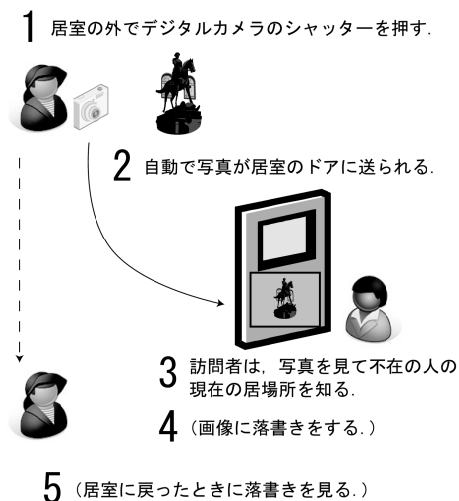 1 居室の外でデジタルカメラのシャッターを押す.
2 自動で写真が居室のドアに送られる.
3 訪問者は，写真を見て不在の人の
現在の居場所を知る.
4 (画像に落書きをする.)
5 (居室に戻ったときに落書きを見る.)